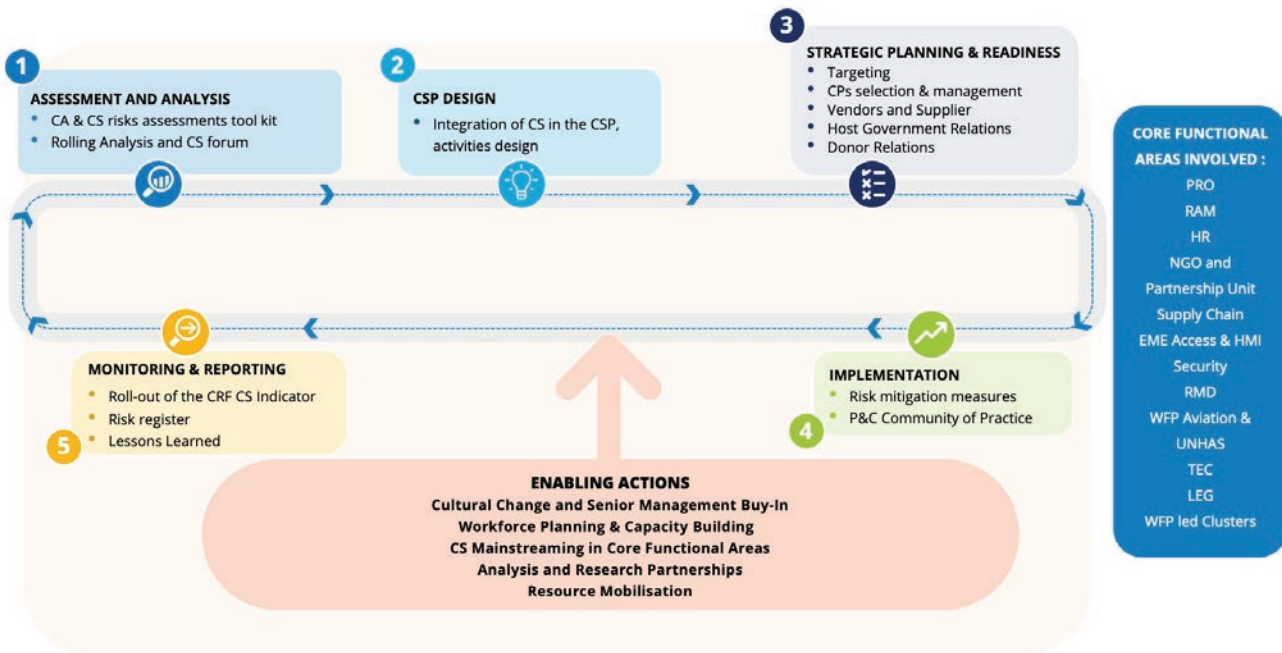 1
ASSESSMENT AND ANALYSIS
• CA & CS risks assessments tool kit
• Rolling Analysis and CS forum
2
CSP DESIGN
• Integration of CS in the CSP,
activities design
3
STRATEGIC PLANNING & READINESS
• Targeting
• CPs selection & management
• Vendors and Supplier
• Host Government Relations
• Donor Relations
CORE FUNCTIONAL
AREAS INVOLVED :
PRO
RAM
HR
NGO and
Partnership Unit
Supply Chain
EME Access & HMI
Security
RMD
WFP Aviation &
UNHAS
TEC
LEG
WFP led Clusters
MONITORING & REPORTING
• Roll-out of the CRF CS Indicator
• Risk register
• Lessons Learned
5
IMPLEMENTATION
• Risk mitigation measures
• P&C Community of Practice
4
ENABLING ACTIONS
Cultural Change and Senior Management Buy-In
Workforce Planning & Capacity Building
CS Mainstreaming in Core Functional Areas
Analysis and Research Partnerships
Resource Mobilisation